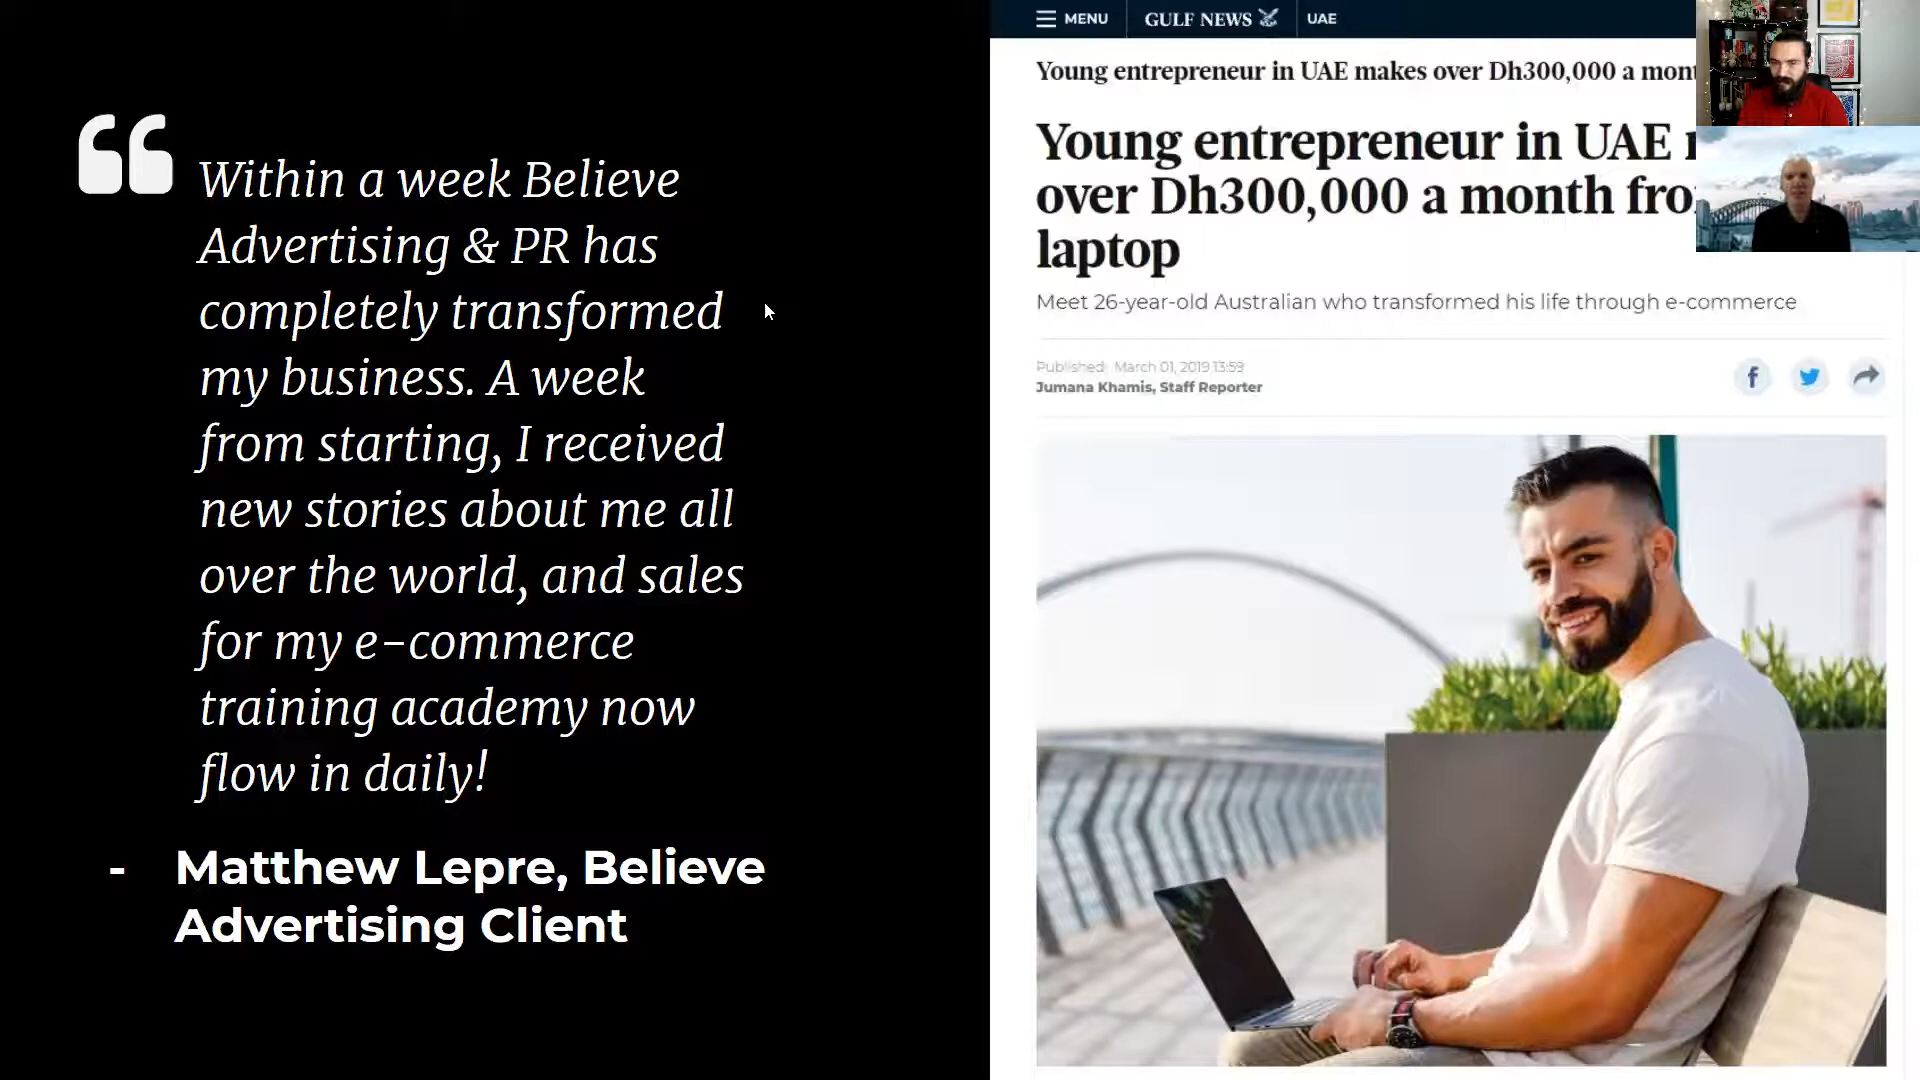 Within a week Believe
Advertising & PR has
completely transformed
my business. A week
from starting, I received
new stories about me all
over the world, and sales
for my e-commerce
training academy now
flow in daily!
- Matthew Lepre, Believe
Advertising Client
MENU GULF NEWS UAE
Young entrepreneur in UAE makes over Dh300,000 a
Young entrepreneur in UAE
over Dh300,000 a month
laptop
Meet 26-year-old Australian who transformed his life through e-commerce
Published: March 01, 2019 13:59
Jumana Khamis, Staff Reporter